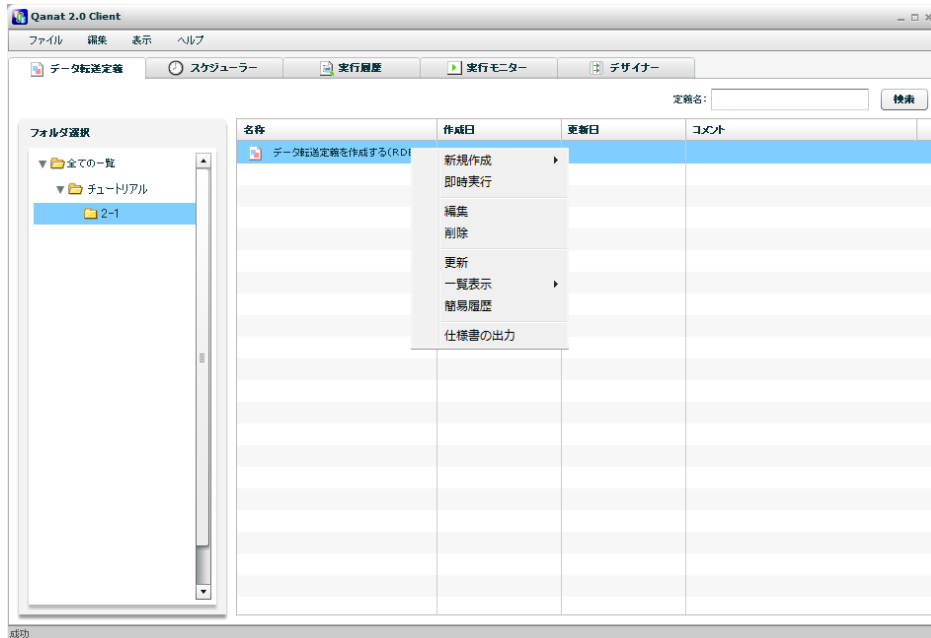 Qanat 2.0 Client
ファイル 編集 表示 ヘルプ
データ転送定義 スケジューラー 実行履歴 実行モニター デザイナー
定義名： 検索
フォルダ選択
全ての一覧
チュートリアル
2-1
名称 作成日 更新日 コメント
データ転送定義を作成する(RDB
新規作成
即時実行
編集
削除
更新
一覧表示
簡易履歴
仕様書の出力
成功